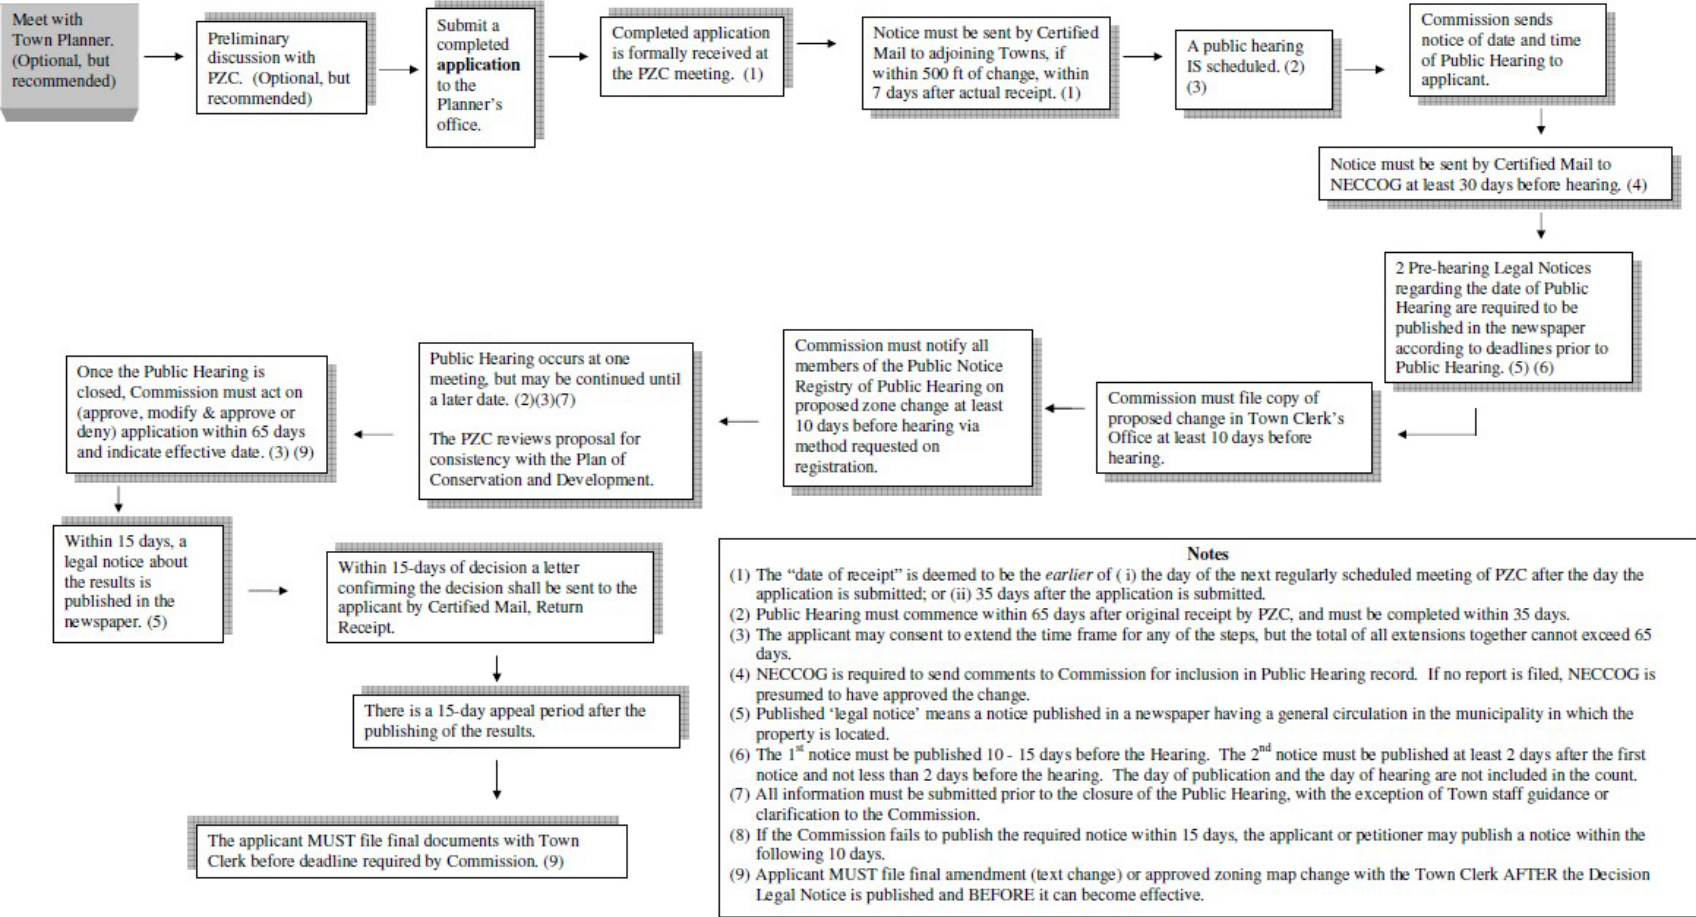 Meet with
Town Planner.
(Optional, but
recommended)
Preliminary
discussion with
PZC. (Optional, but
recommended)
Submit a
completed
application
to the
Planner's
office.
Completed application
is formally received at
the PZC meeting. (1)
Notice must be sent by Certified
Mail to adjoining Towns, if
within 500 ft of change, within
7 days after actual receipt. (1)
A public hearing
IS scheduled. (2)
(3)
Commission sends
notice of date and time
of Public Hearing to
applicant.
Notice must be sent by Certified Mail to
NECCOG at least 30 days before hearing. (4)
2 Pre-hearing Legal Notices
regarding the date of Public
Hearing are required to be
published in the newspaper
according to deadlines prior to
Public Hearing. (5) (6)
Commission must file copy of
proposed change in Town Clerk's
Office at least 10 days before
hearing.
Commission must notify all
members of the Public Notice
Registry of Public Hearing on
proposed zone change at least
10 days before hearing via
method requested on
registration.
Public Hearing occurs at one
meeting, but may be continued until
a later date. (2)(3)(7)
The PZC reviews proposal for
consistency with the Plan of
Conservation and Development.
Once the Public Hearing is
closed, Commission must act on
(approve, modify & approve or
deny) application within 65 days
and indicate effective date. (3) (9)
Within 15 days, a
legal notice about
the results is
published in the
newspaper. (5)
Within 15-days of decision a letter
confirming the decision shall be sent to the
applicant by Certified Mail, Return
Receipt.
There is a 15-day appeal period after the
publishing of the results.
The applicant MUST file final documents with Town
Clerk before deadline required by Commission. (9)
Notes
(1) The “date of receipt” is deemed to be the earlier of ( i) the day of the next regularly scheduled meeting of PZC after the day the
application is submitted; or (ii) 35 days after the application is submitted.
(2) Public Hearing must commence within 65 days after original receipt by PZC, and must be completed within 35 days.
(3) The applicant may consent to extend the time frame for any of the steps, but the total of all extensions together cannot exceed 65
days.
(4) NECCOG is required to send comments to Commission for inclusion in Public Hearing record. If no report is filed, NECCOG is
presumed to have approved the change.
(5) Published ‘legal notice’ means a notice published in a newspaper having a general circulation in the municipality in which the
property is located.
(6) The 1st notice must be published 10 - 15 days before the Hearing. The 2nd notice must be published at least 2 days after the first
notice and not less than 2 days before the hearing. The day of publication and the day of hearing are not included in the count.
(7) All information must be submitted prior to the closure of the Public Hearing, with the exception of Town staff guidance or
clarification to the Commission.
(8) If the Commission fails to publish the required notice within 15 days, the applicant or petitioner may publish a notice within the
following 10 days.
(9) Applicant MUST file final amendment (text change) or approved zoning map change with the Town Clerk AFTER the Decision
Legal Notice is published and BEFORE it can become effective.